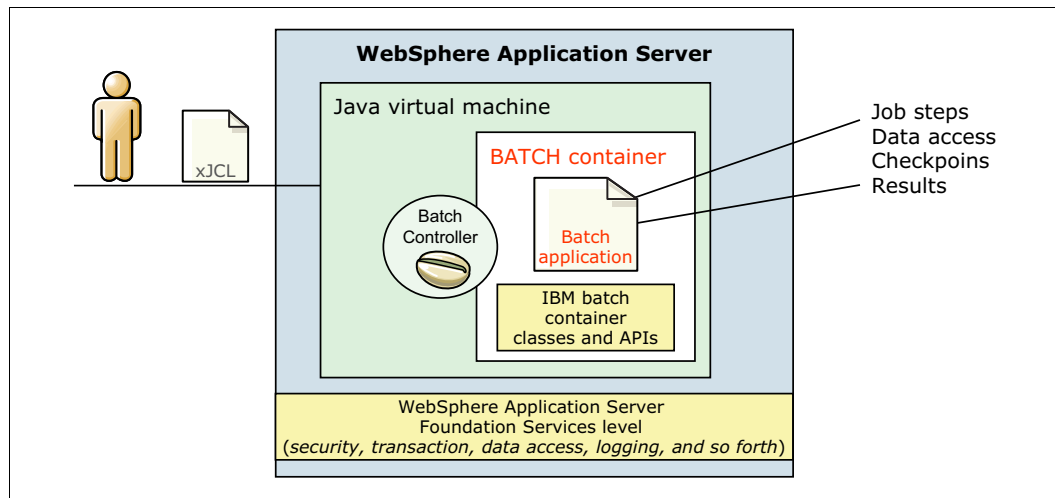 WebSphere Application Server
Java virtual machine
xJCL
BATCH container
Batch
Controller
Batch
application
IBM batch
container
classes and APIs
Job steps
Data access
Checkpoins
Results
WebSphere Application Server
Foundation Services level
(security, transaction, data access, logging, and so forth)